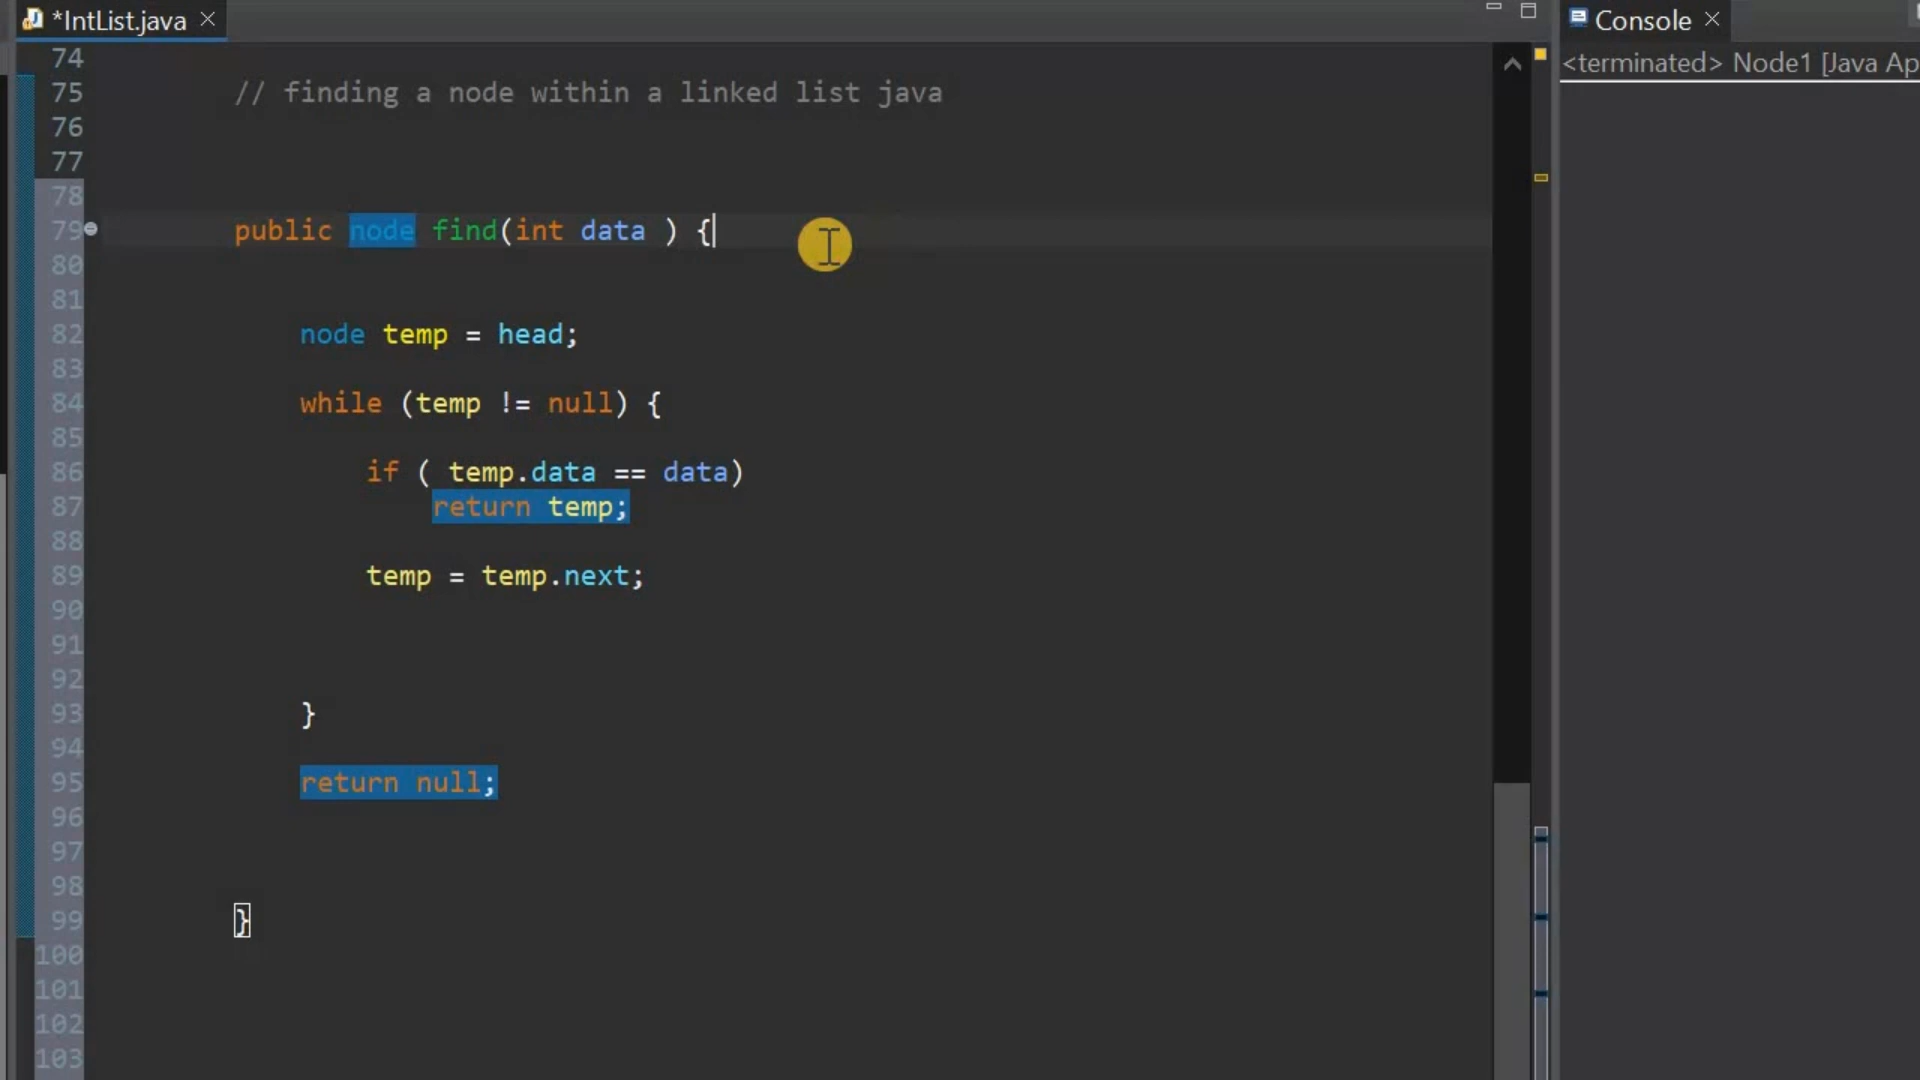 *IntList.java
Console
<terminated> Node1 [Java Ap
74
75 // finding a node within a linked list java
76
77
78
79 public node find(int data ) {
80
81
82 node temp = head;
83
84 while (temp != null) {
85
86 if ( temp.data == data)
87 return temp;
88
89 temp = temp.next;
90
91
92
93 }
94
95 return null;
96
97
98
99 }
100
101
102
103